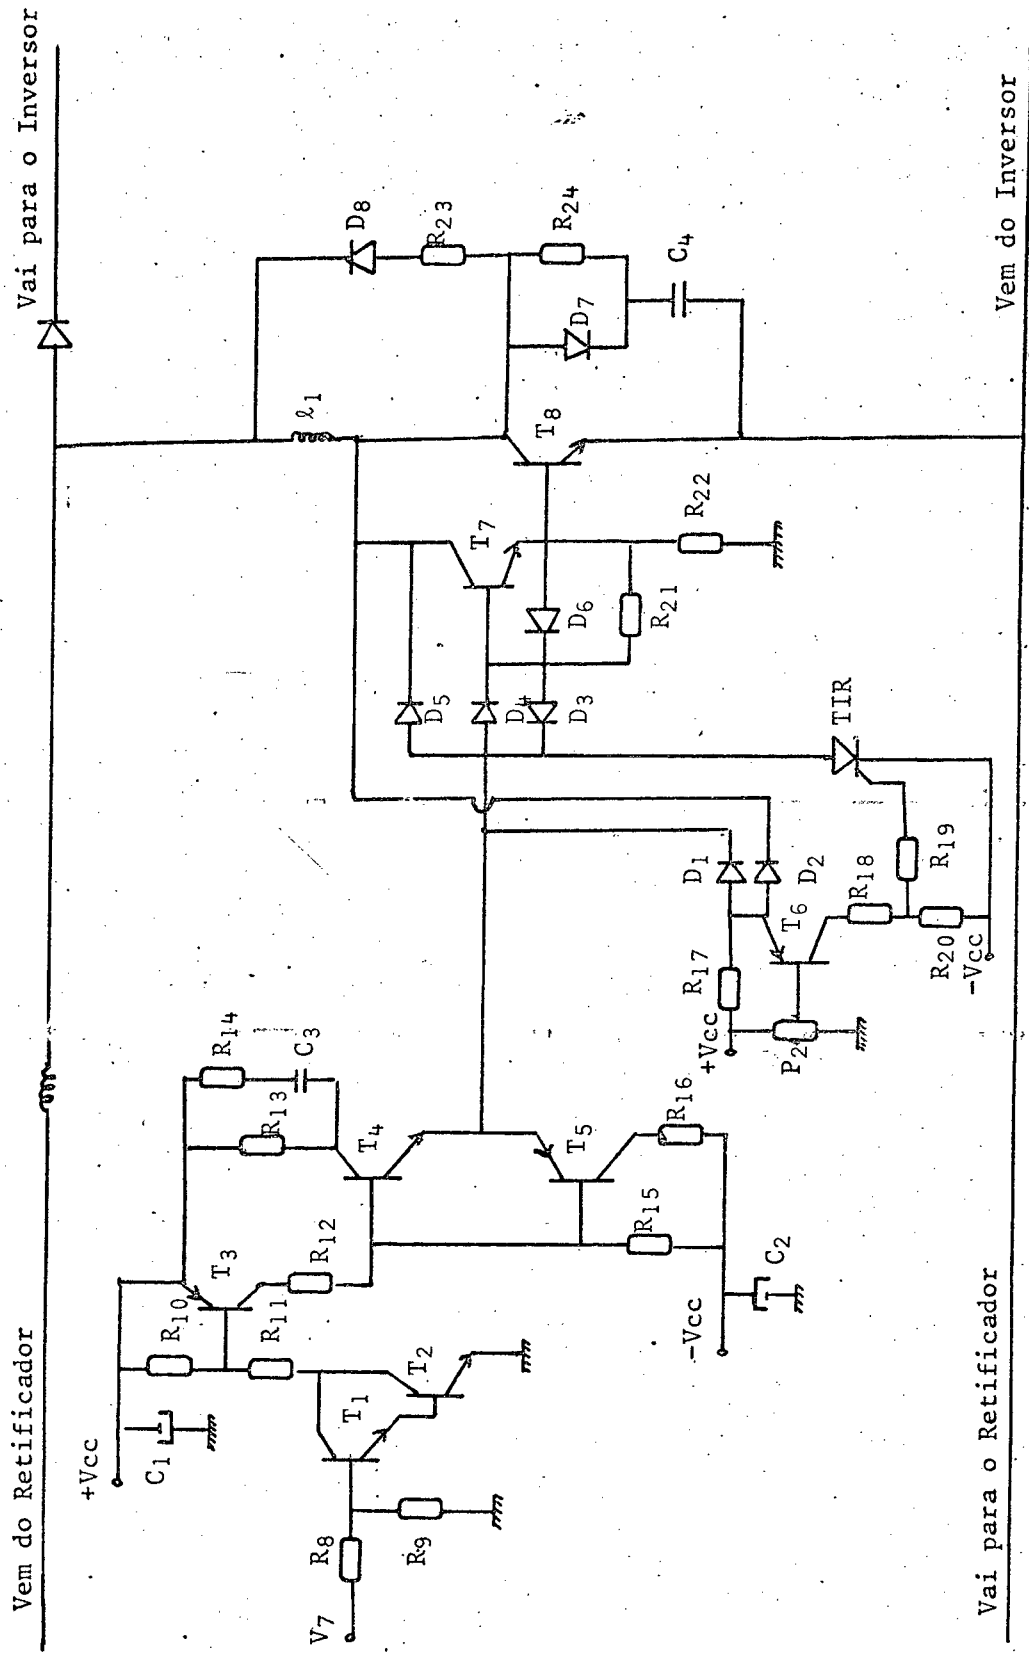 Vem do Retificador
Vai para o Inversor
+Vcc
C1
R10
R11
T3
R12
R13
R14
C3
V7
R8
R9
T1
T2
T4
T5
R15
R16
-Vcc
C2
+Vcc
R17
P2
T6
D1
D2
R18
R19
R20
-Vcc
TIR
D5
D4
D3
D6
R21
T7
R22
ℓ1
T8
D8
R23
R24
D7
C4
Vai para o Retificador
Vem do Inversor